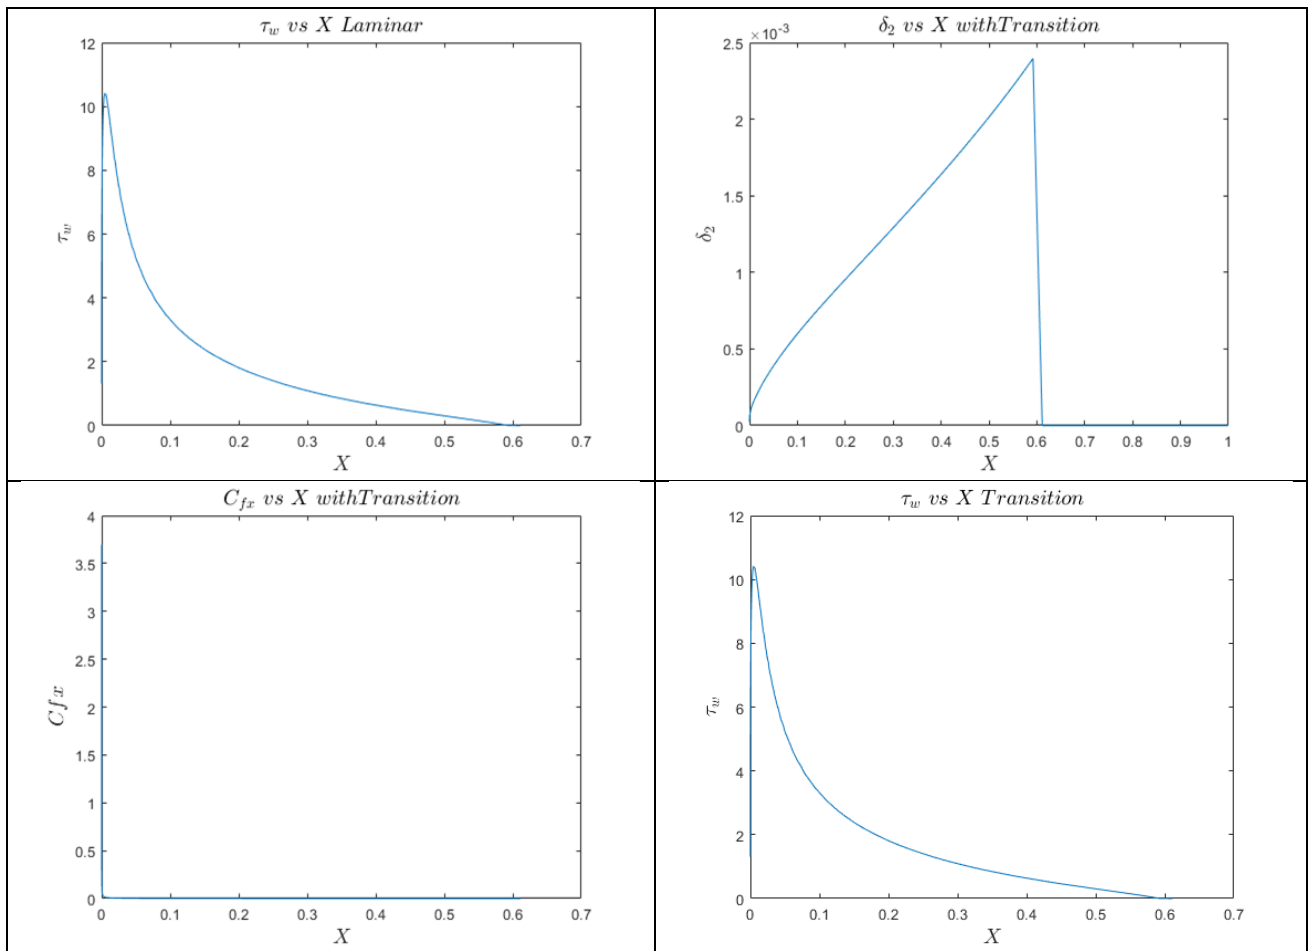 τw vs X Laminar
12
10
8
6
4
2
0
0 0.1 0.2 0.3 0.4 0.5 0.6 0.7
τw
X
δ2 vs X withTransition
×10-3
2.5
2
1.5
1
0.5
0
0 0.1 0.2 0.3 0.4 0.5 0.6 0.7 0.8 0.9 1
δ2
X
Cfx vs X withTransition
4
3.5
3
2.5
2
1.5
1
0.5
0
0 0.1 0.2 0.3 0.4 0.5 0.6 0.7
Cfx
X
τw vs X Transition
12
10
8
6
4
2
0
0 0.1 0.2 0.3 0.4 0.5 0.6 0.7
τw
X